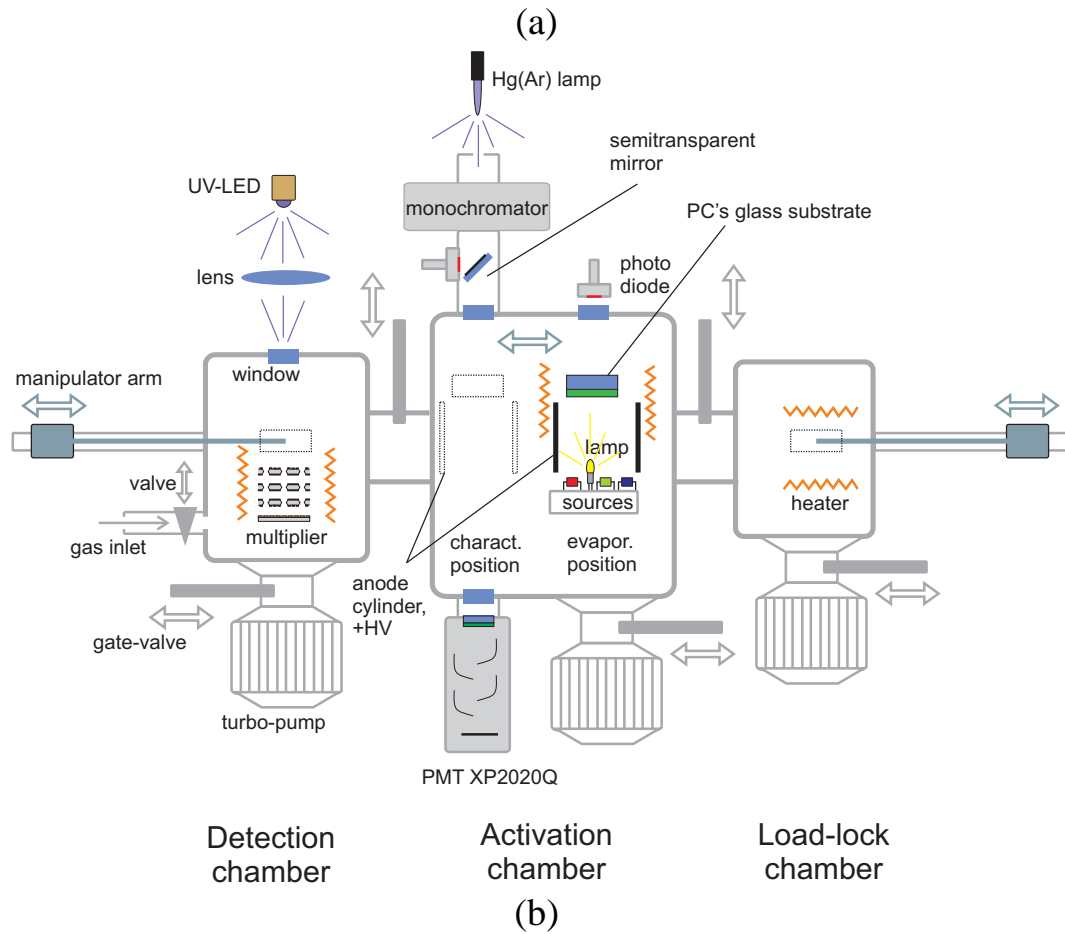 (a)
Hg(Ar) lamp
semitransparent
mirror
UV-LED
monochromator
PC's glass substrate
lens
photo
diode
manipulator arm
window
lamp
valve
sources
heater
gas inlet
multiplier
charact.
position
evapor.
position
anode
cylinder,
+HV
gate-valve
turbo-pump
PMT XP2020Q
Detection
chamber
Activation
chamber
Load-lock
chamber
(b)